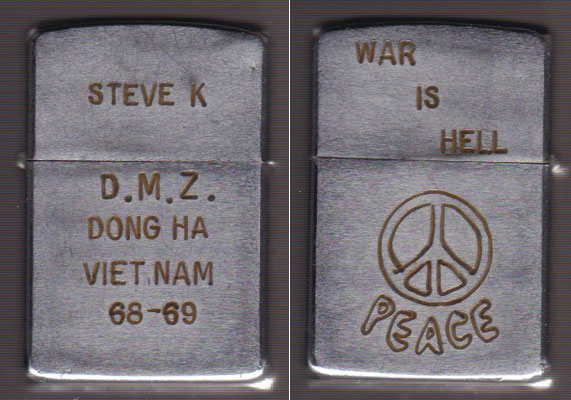 STEVE K
D.M.Z.
DONG HA
VIET.NAM
68-69
WAR
IS
HELL
PEACE